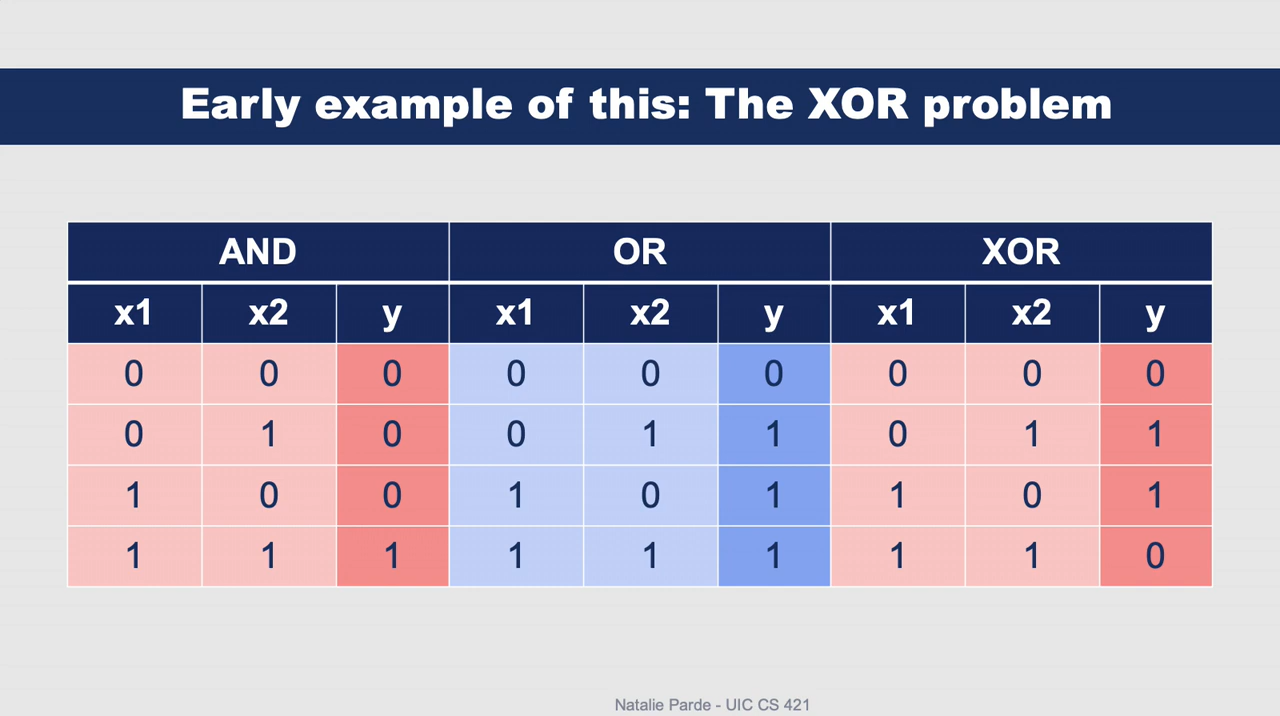 Early example of this: The XOR problem
AND OR XOR
x1 x2 y x1 x2 y x1 x2 y
0 0 0 0 0 0 0 0 0
0 1 0 0 1 1 0 1 1
1 0 0 1 0 1 1 0 1
1 1 1 1 1 1 1 1 0
Natalie Parde - UIC CS 421